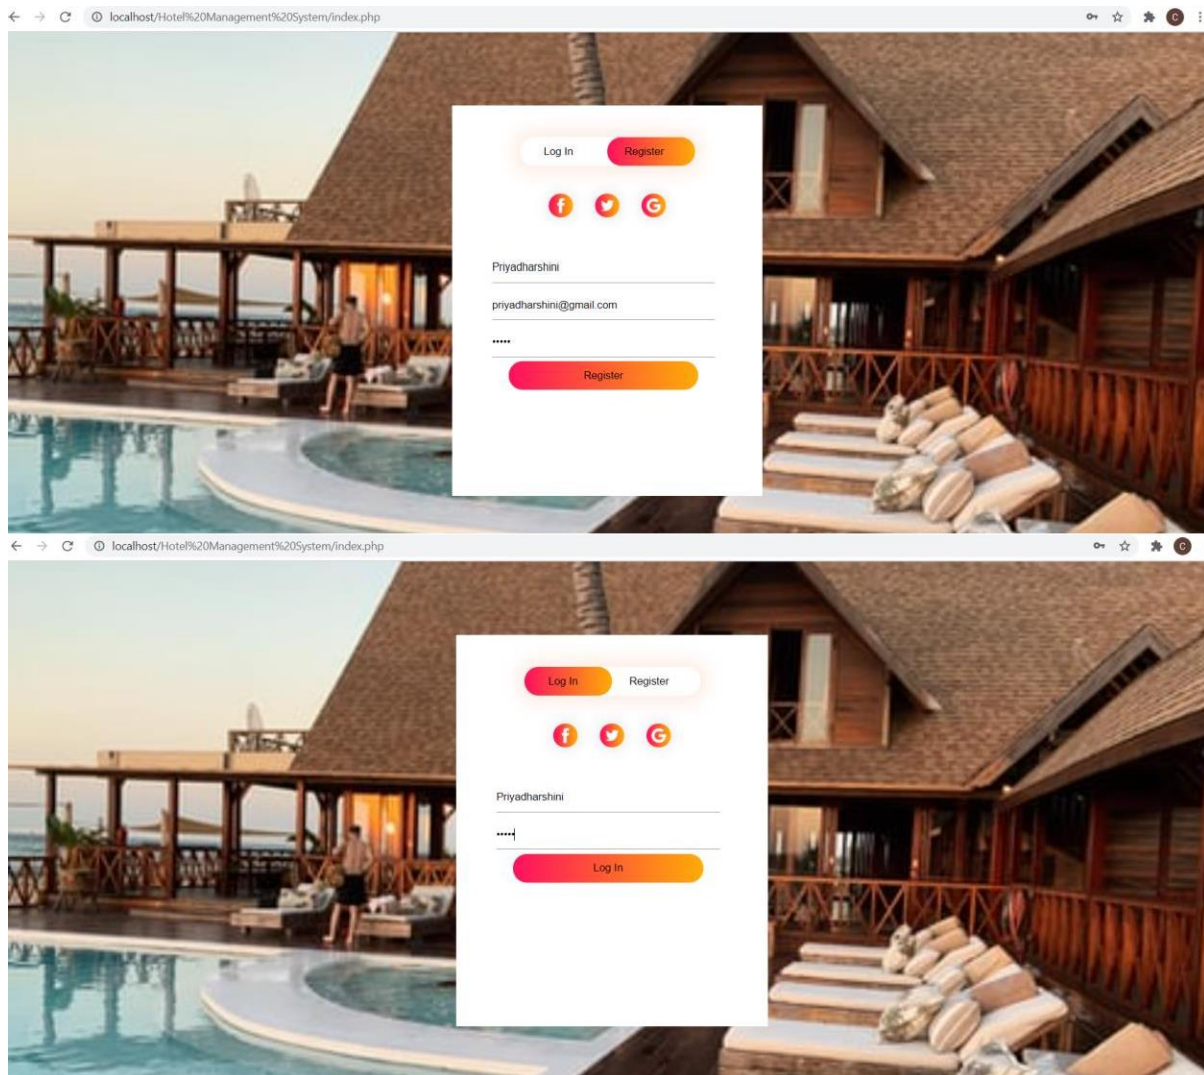 localhost/Hotel%20Management%20System/index.php
C
Log In Register
Priyadharshini
priyadharshini@gmail.com
•••••
Register
localhost/Hotel%20Management%20System/index.php
C
Log In Register
Priyadharshini
•••••
Log In